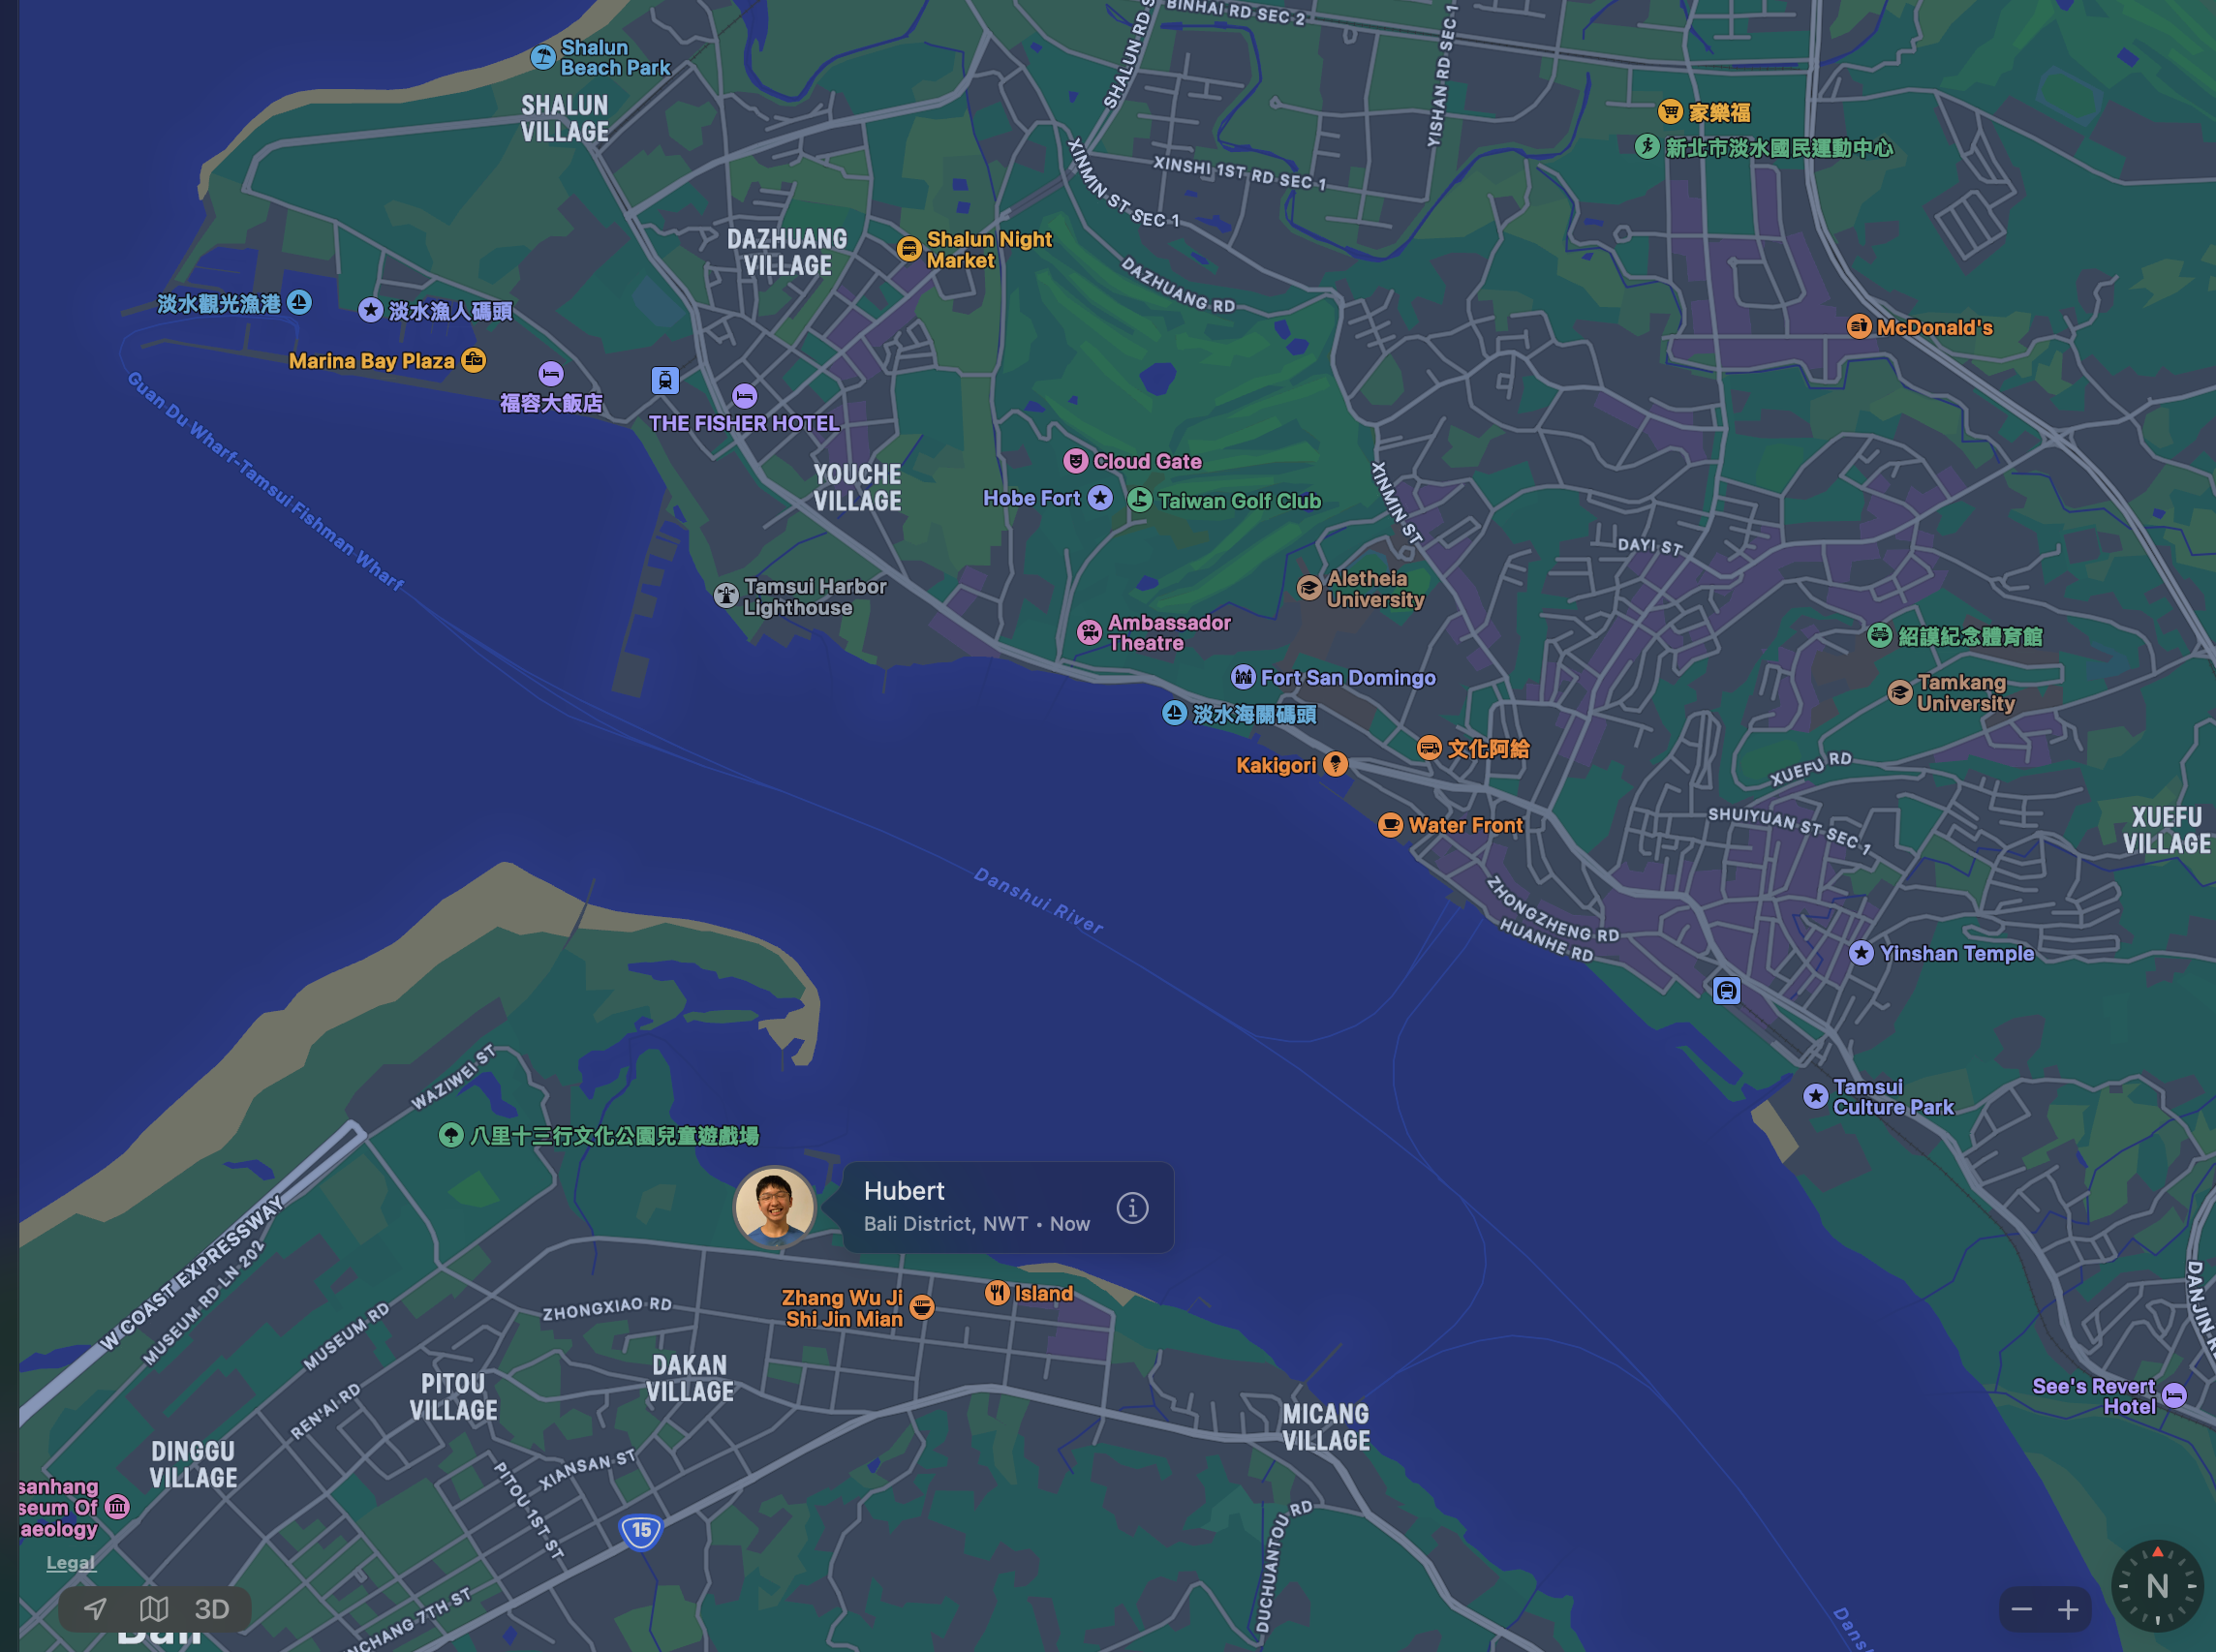 BINHAI RD SEC 2
SHALUN RD
YISHAN RD SEC 1
Shalun
Beach Park
SHALUN
VILLAGE
家樂福
新北市淡水國民運動中心
XINSHI 1ST RD SEC 1
XINMIN ST SEC 1
DAZHUANG
VILLAGE
Shalun Night
Market
DAZHUANG RD
淡水觀光漁港
淡水漁人碼頭
McDonald's
Marina Bay Plaza
福容大飯店
THE FISHER HOTEL
Guan Du Wharf-Tamsui Fishman Wharf
YOUCHE
VILLAGE
Cloud Gate
Hobe Fort
Taiwan Golf Club
XINMIN ST
DAYI ST
Tamsui Harbor
Lighthouse
Aletheia
University
Ambassador
Theatre
紹謨紀念體育館
Fort San Domingo
Tamkang
University
淡水海關碼頭
文化阿給
Kakigori
XUEFU RD
Water Front
SHUIYUAN ST SEC 1
XUEFU
VILLAGE
Danshui River
ZHONGZHENG RD
HUANHE RD
Yinshan Temple
WAZIWEI ST
Tamsui
Culture Park
八里十三行文化公園兒童遊戲場
Hubert
Bali District, NWT • Now
W COAST EXPRESSWAY
MUSEUM RD LN 202
MUSEUM RD
ZHONGXIAO RD
Zhang Wu Ji
Shi Jin Mian
Island
DANJIN R
DAKAN
VILLAGE
PITOU
VILLAGE
REN'AI RD
See's Revert
Hotel
MICANG
VILLAGE
DINGGU
VILLAGE
XIANSAN ST
PITOU 1ST ST
sanhang
seum Of
aeology
15
DUCHUANTOU RD
Legal
3D
NCHANG 7TH ST
Bali
Dansh
N